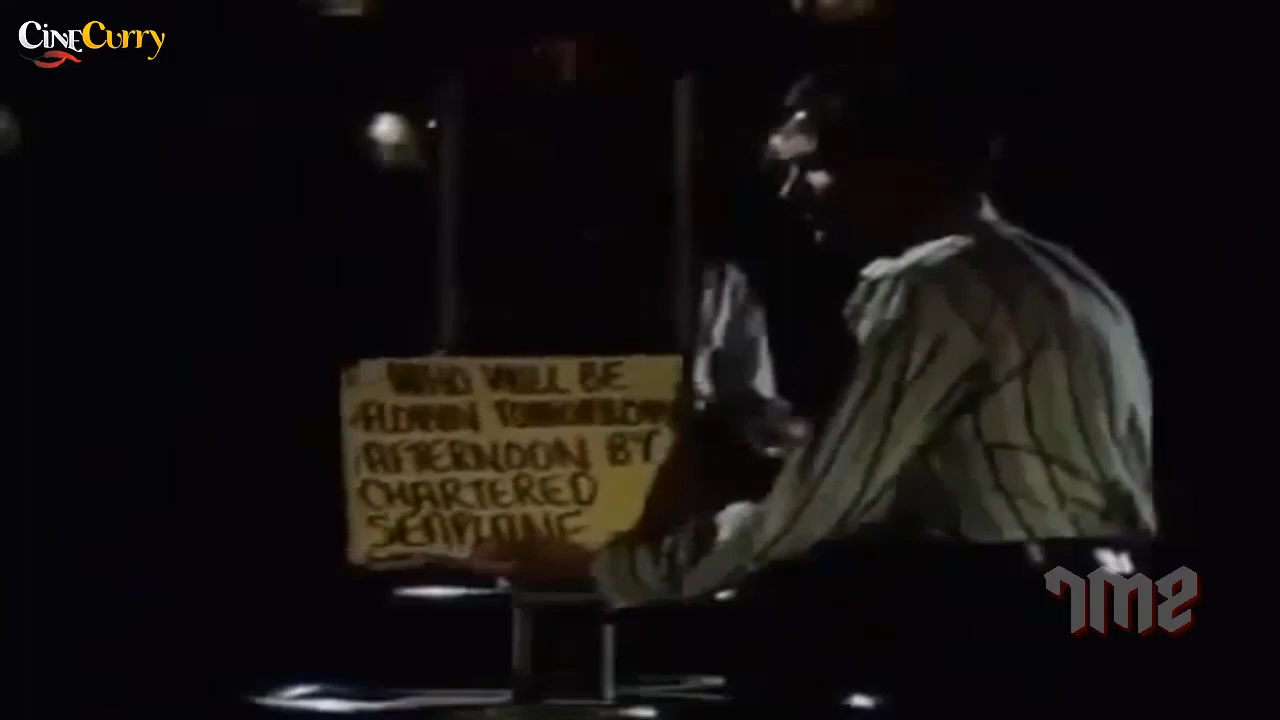 CINECURRY
WHO WILL BE
FLOWN TOMORROW
AFTERNOON BY
CHARTERED
SEAPLANE